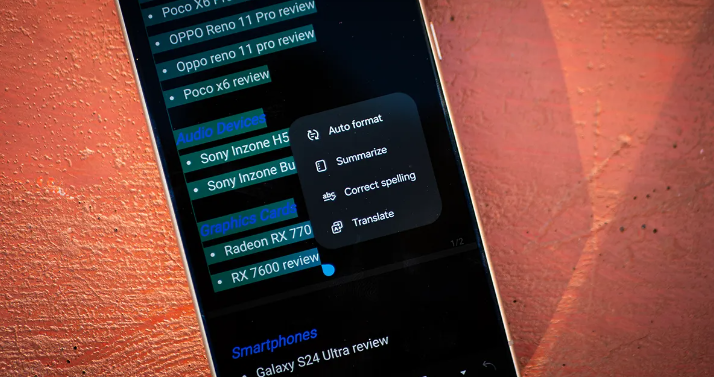 Poco X6 Pro review
OPPO Reno 11 Pro review
Oppo reno 11 pro review
Poco x6 review
Audio Devices
Sony Inzone H5
Sony Inzone Bu
Graphics Cards
Radeon RX 770
RX 7600 review
Auto format
Summarize
Correct spelling
Translate
1/2
Smartphones
Galaxy S24 Ultra review